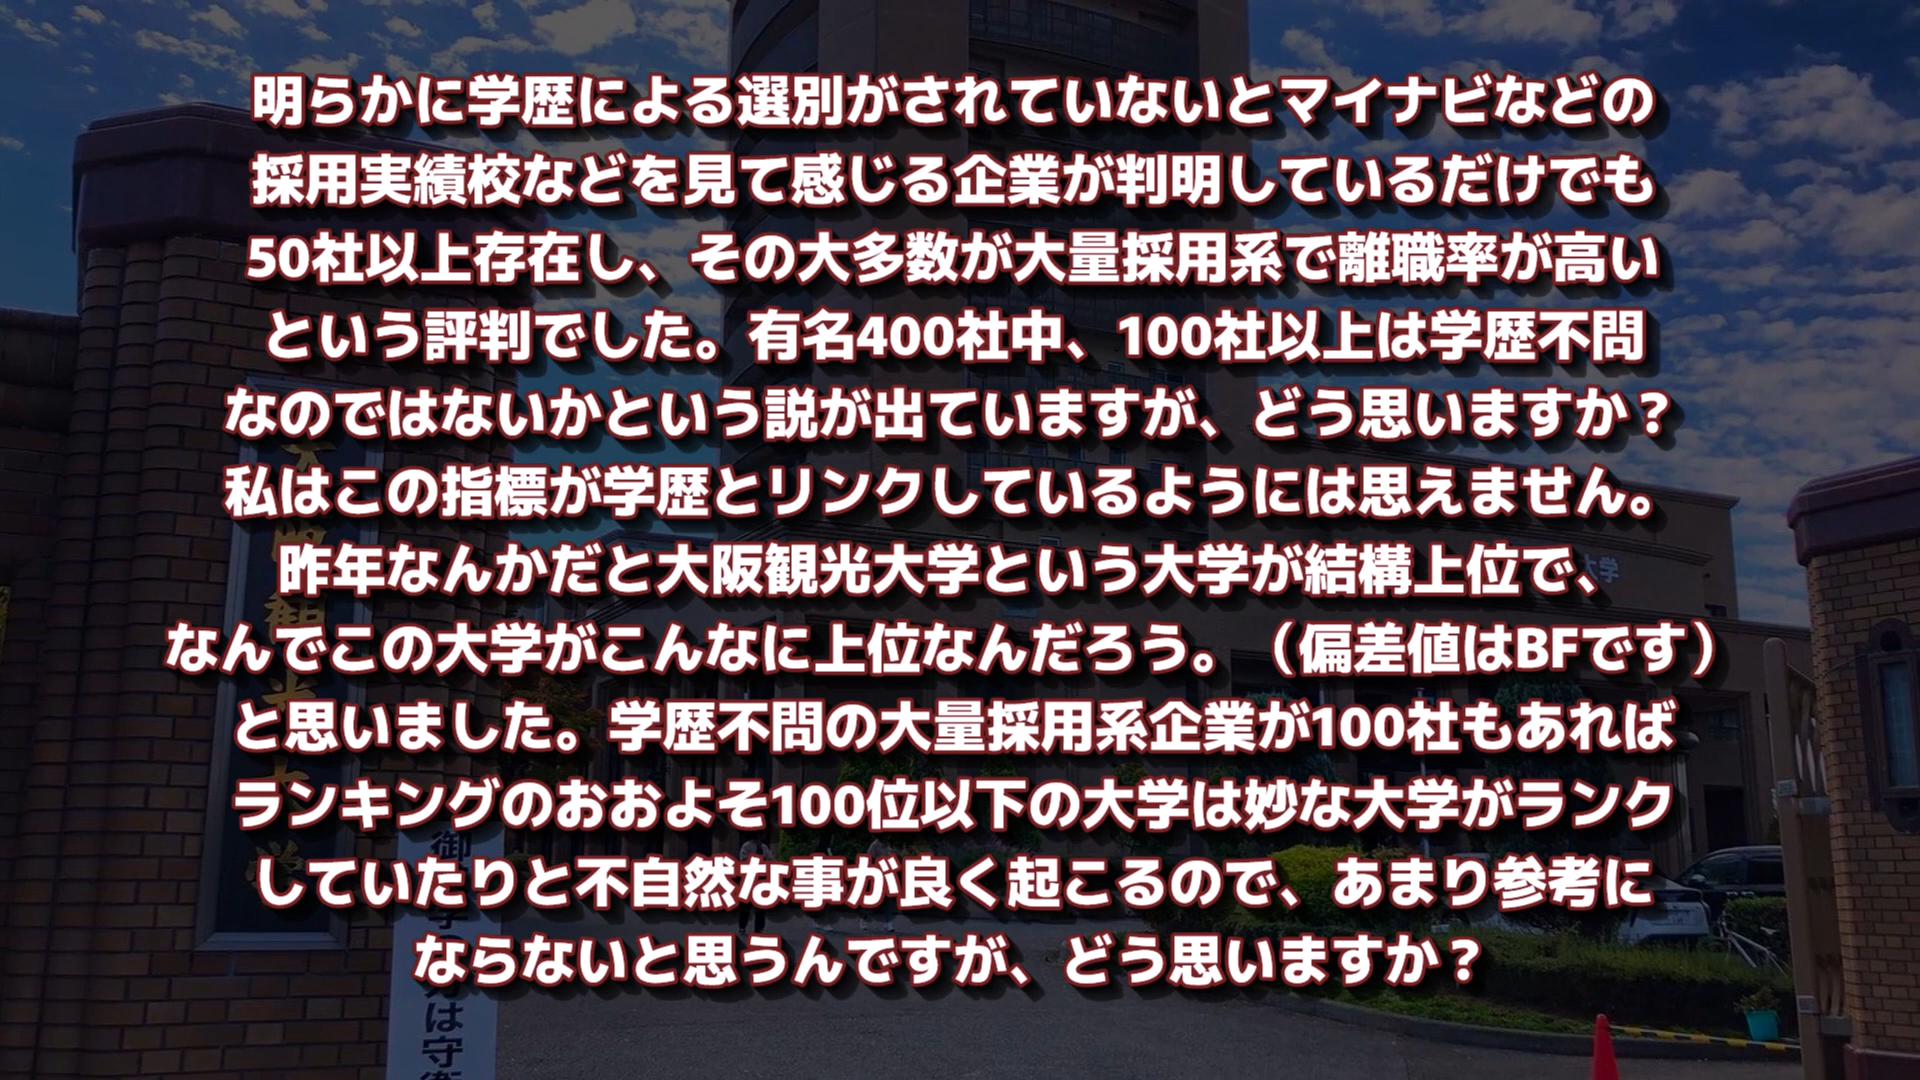 明らかに学歴による選別がされていないとマイナビなどの
採用実績校などを見て感じる企業が判明しているだけでも
50社以上存在し、その大多数が大量採用系で離職率が高い
という評判でした。有名400社中、100社以上は学歴不問
なのではないかという説が出ていますが、どう思いますか？
私はこの指標が学歴とリンクしているようには思えません。
昨年なんかだと大阪観光大学という大学が結構上位で、
なんでこの大学がこんなに上位なんだろう。（偏差値はBFです）
と思いました。学歴不問の大量採用系企業が100社もあれば
ランキングのおおよそ100位以下の大学は妙な大学がランク
していたりと不自然な事が良く起こるので、あまり参考に
ならないと思うんですが、どう思いますか？
大学